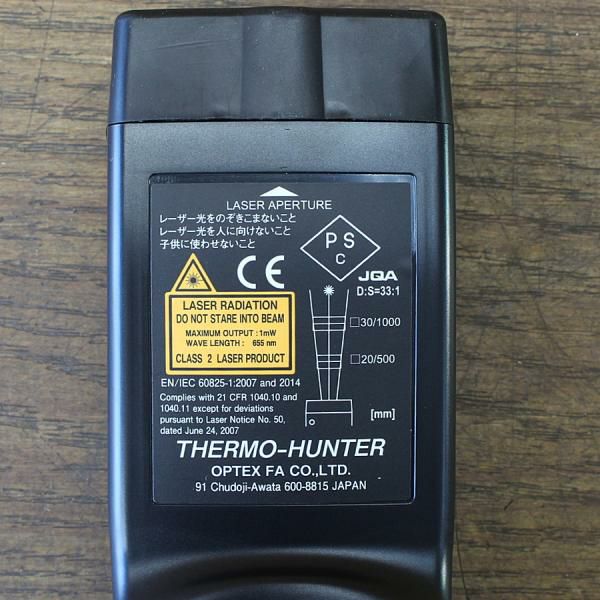 LASER APERTURE
レーザー光をのぞきこまないこと
レーザー光を人に向けないこと
子供に使わせないこと
PS
C
CE
JQA
D:S=33:1
LASER RADIATION
DO NOT STARE INTO BEAM
MAXIMUM OUTPUT : 1mW
WAVE LENGTH : 655 nm
CLASS 2 LASER PRODUCT
□30/1000
□20/500
[mm]
EN/IEC 60825-1:2007 and 2014
Complies with 21 CFR 1040.10 and
1040.11 except for deviations
pursuant to Laser Notice No. 50,
dated June 24, 2007
THERMO-HUNTER
OPTEX FA CO.,LTD.
91 Chudoji-Awata 600-8815 JAPAN